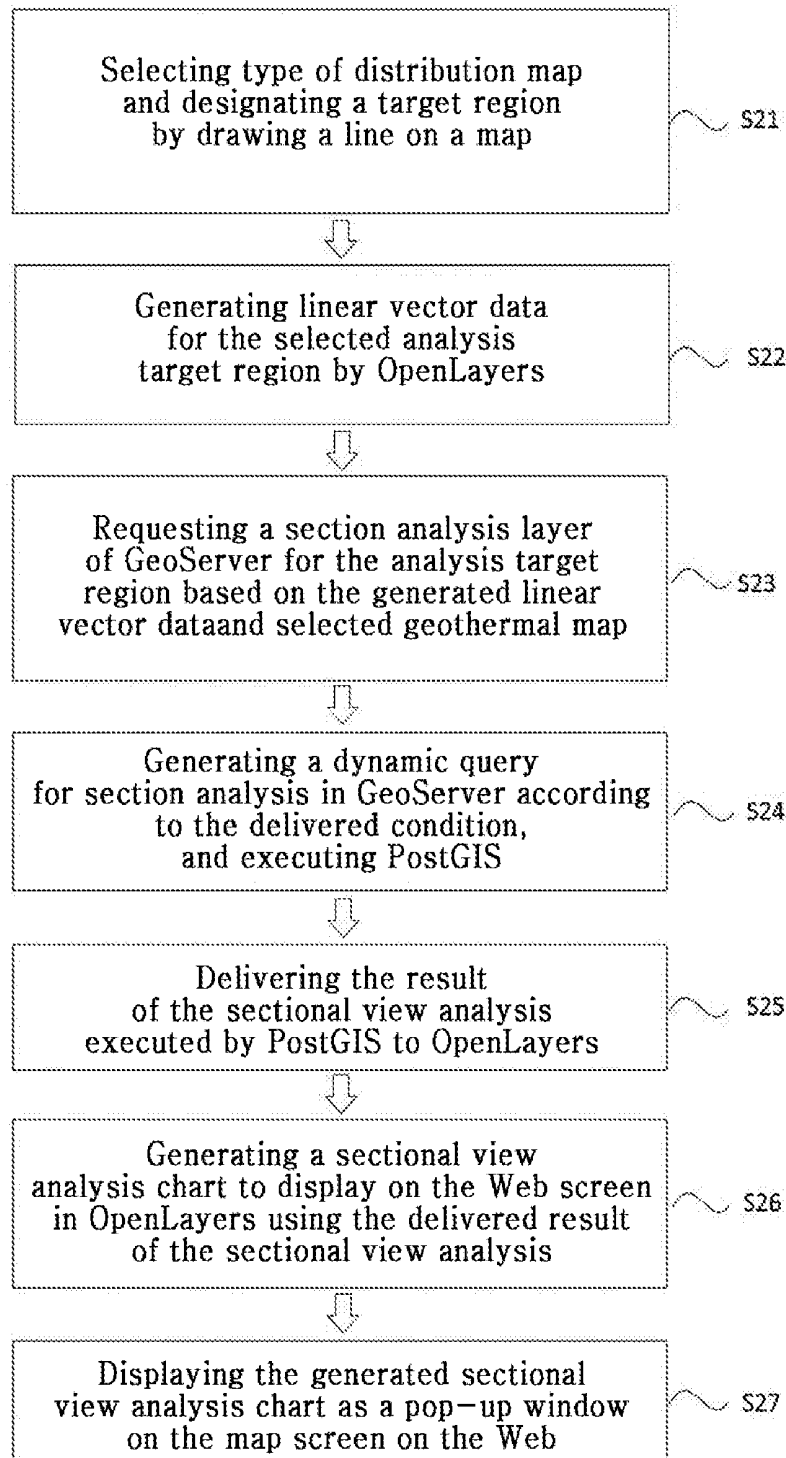 Selecting type of distribution map
and designating a target region
by drawing a line on a map
S21
Generating linear vector data
for the selected analysis
target region by OpenLayers
S22
Requesting a section analysis layer
of GeoServer for the analysis target
region based on the generated linear
vector dataand selected geothermal map
S23
Generating a dynamic query
for section analysis in GeoServer according
to the delivered condition,
and executing PostGIS
S24
Delivering the result
of the sectional view analysis
executed by PostGIS to OpenLayers
S25
Generating a sectional view
analysis chart to display on the Web screen
in OpenLayers using the delivered result
of the sectional view analysis
S26
Displaying the generated sectional
view analysis chart as a pop-up window
on the map screen on the Web
S27